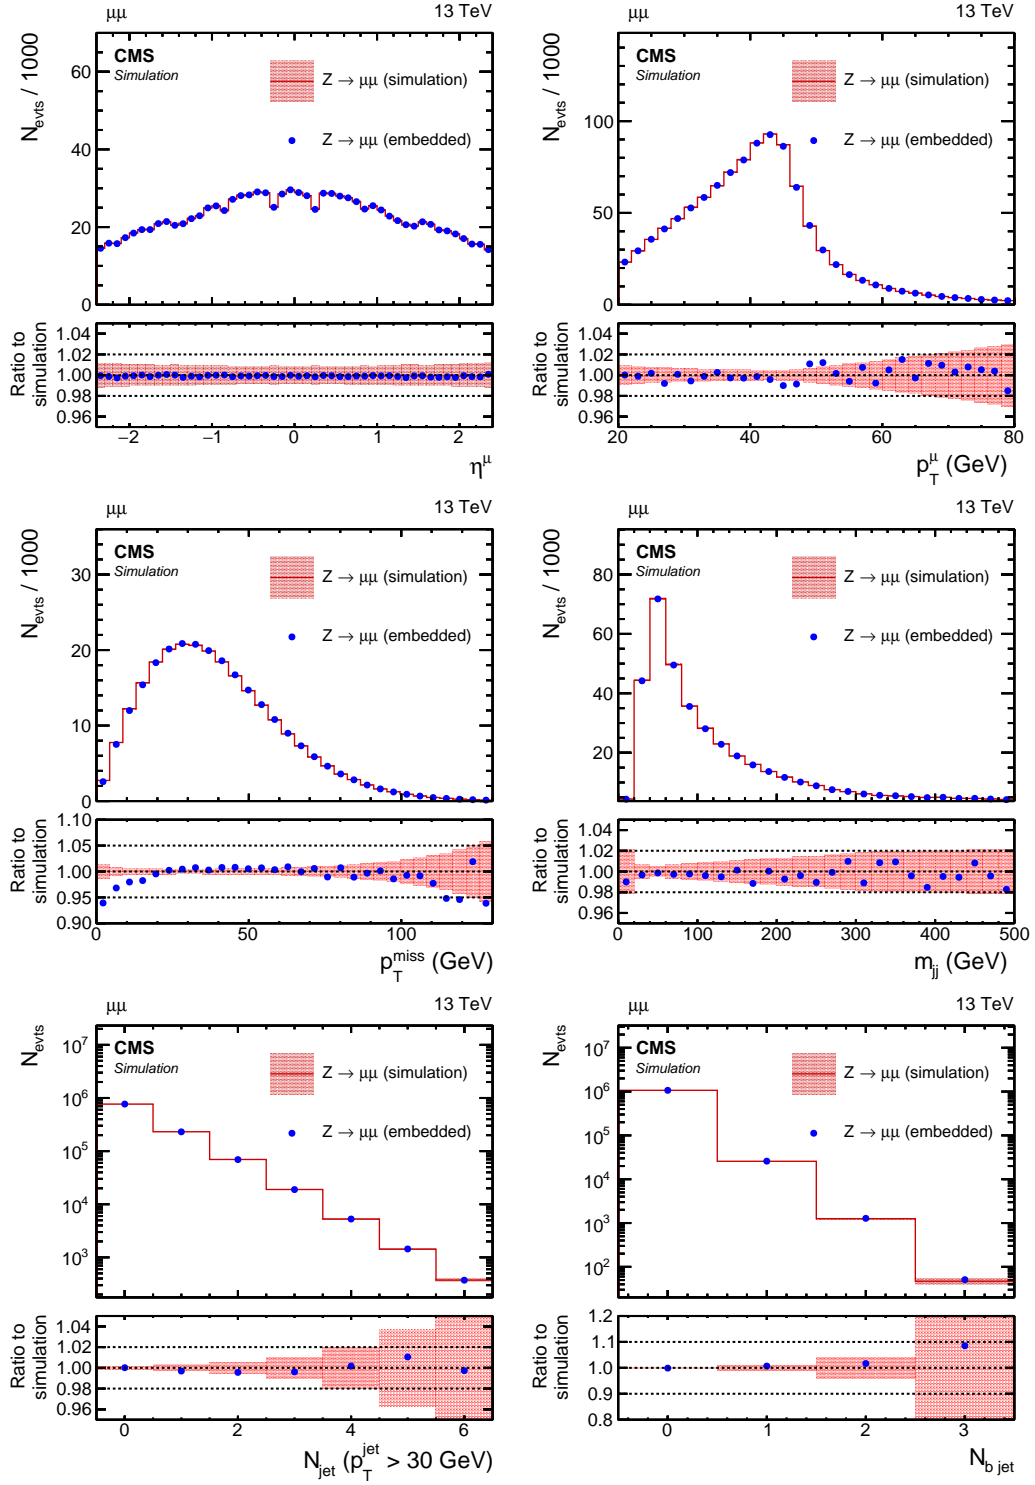 μμ 13 TeV
N_evts / 1000
CMS
Simulation
Z → μμ (simulation)
Z → μμ (embedded)
60
40
20
0
Ratio to simulation
1.04
1.02
1.00
0.98
0.96
−2 −1 0 1 2
η^μ
μμ 13 TeV
N_evts / 1000
CMS
Simulation
Z → μμ (simulation)
Z → μμ (embedded)
100
50
0
Ratio to simulation
1.04
1.02
1.00
0.98
0.96
20 40 60 80
p_T^μ (GeV)
μμ 13 TeV
N_evts / 1000
CMS
Simulation
Z → μμ (simulation)
Z → μμ (embedded)
30
20
10
0
Ratio to simulation
1.10
1.05
1.00
0.95
0.90
0 50 100
p_T^miss (GeV)
μμ 13 TeV
N_evts / 1000
CMS
Simulation
Z → μμ (simulation)
Z → μμ (embedded)
80
60
40
20
Ratio to simulation
1.04
1.02
1.00
0.98
0.96
0 100 200 300 400 500
m_jj (GeV)
μμ 13 TeV
N_evts
CMS
Simulation
Z → μμ (simulation)
Z → μμ (embedded)
10^7
10^6
10^5
10^4
10^3
Ratio to simulation
1.04
1.02
1.00
0.98
0.96
0 2 4 6
N_jet (p_T^jet > 30 GeV)
μμ 13 TeV
N_evts
CMS
Simulation
Z → μμ (simulation)
Z → μμ (embedded)
10^7
10^6
10^5
10^4
10^3
10^2
Ratio to simulation
1.2
1.1
1.0
0.9
0.8
0 1 2 3
N_b jet